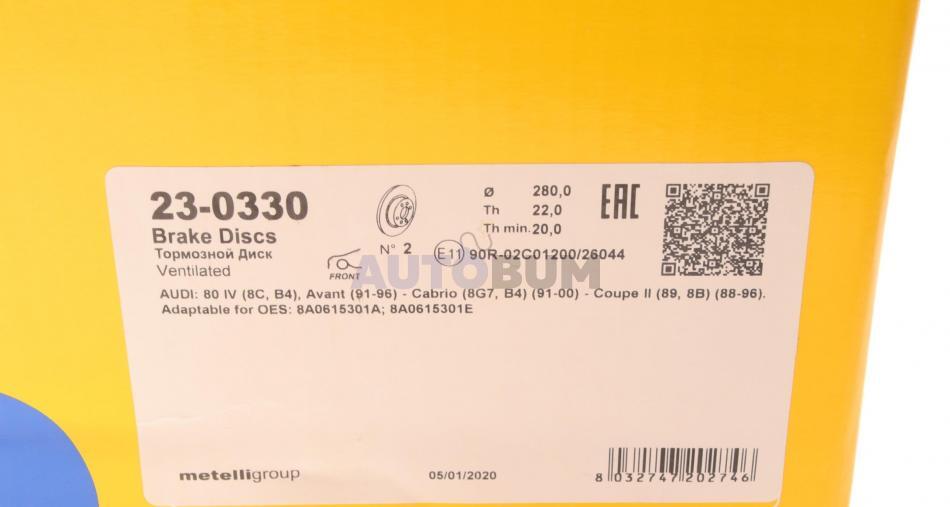 23-0330
Brake Discs
Тормозной Диск
Ventilated
FRONT
N° 2
Ø 280,0
Th 22,0
Th min. 20,0
E11 90R-02C01200/26044
EAC
AUTOBUM
AUDI: 80 IV (8C, B4), Avant (91-96) - Cabrio (8G7, B4) (91-00) - Coupe II (89, 8B) (88-96).
Adaptable for OES: 8A0615301A; 8A0615301E
metelligroup
05/01/2020
8 032747 202746